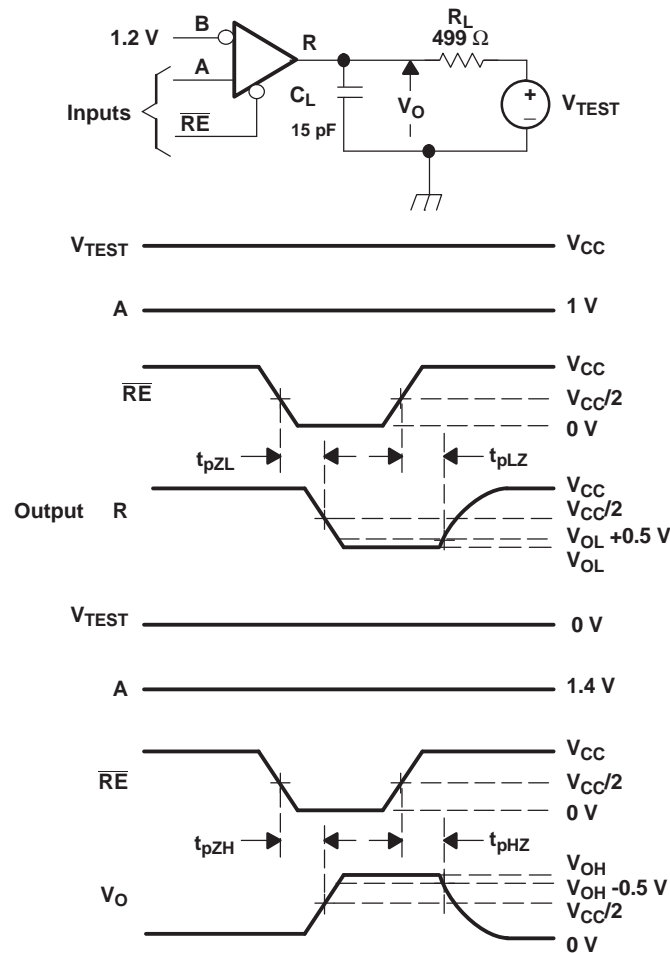 B
R
R_L
499 Ω
1.2 V
A
Inputs
RE
C_L
15 pF
V_O
+
–
V_TEST
V_TEST
V_CC
A
1 V
RE
V_CC
V_CC/2
0 V
t_pZL
t_pLZ
Output R
V_CC
V_CC/2
V_OL +0.5 V
V_OL
V_TEST
0 V
A
1.4 V
RE
V_CC
V_CC/2
0 V
t_pZH
t_pHZ
V_O
V_OH
V_OH -0.5 V
V_CC/2
0 V